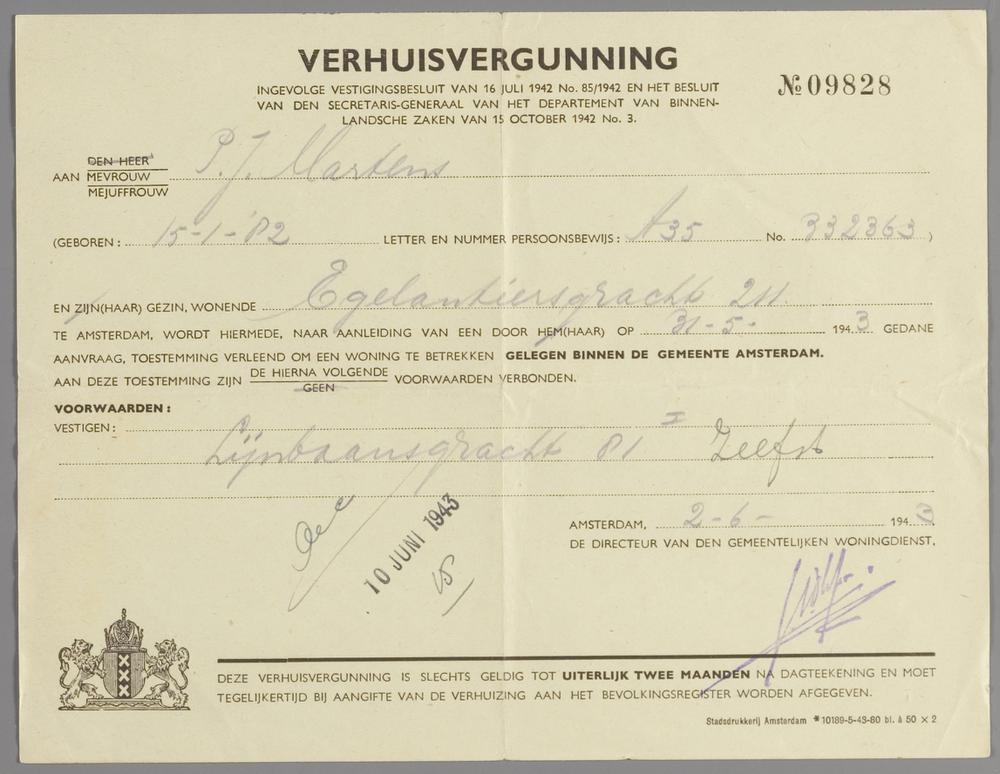 VERHUISVERGUNNING
INGEVOLGE VESTIGINGSBESLUIT VAN 16 JULI 1942 No. 85/1942 EN HET BESLUIT
VAN DEN SECRETARIS-GENERAAL VAN HET DEPARTEMENT VAN BINNEN-
LANDSCHE ZAKEN VAN 15 OCTOBER 1942 No. 3.
№ 09828
DEN HEER
AAN MEVROUW P. J. Martens
MEJUFFROUW
(GEBOREN: 15-1-'82 LETTER EN NUMMER PERSOONSBEWIJS: A35 No. 332363 )
EN ZIJN(HAAR) GEZIN, WONENDE Egelantiersgracht 211.
TE AMSTERDAM, WORDT HIERMEDE, NAAR AANLEIDING VAN EEN DOOR HEM(HAAR) OP 31-5- 1943 GEDANE
AANVRAAG, TOESTEMMING VERLEEND OM EEN WONING TE BETREKKEN GELEGEN BINNEN DE GEMEENTE AMSTERDAM.
AAN DEZE TOESTEMMING ZIJN DE HIERNA VOLGENDE VOORWAARDEN VERBONDEN.
GEEN
VOORWAARDEN:
VESTIGEN:
Lijnbaansgracht 81 I Zelfst
10 JUNI 1943
15
AMSTERDAM, 2-6- 1943.
DE DIRECTEUR VAN DEN GEMEENTELIJKEN WONINGDIENST,
DEZE VERHUISVERGUNNING IS SLECHTS GELDIG TOT UITERLIJK TWEE MAANDEN NA DAGTEEKENING EN MOET
TEGELIJKERTIJD BIJ AANGIFTE VAN DE VERHUIZING AAN HET BEVOLKINGSREGISTER WORDEN AFGEGEVEN.
Stadsdrukkerij Amsterdam *10189-5-43-80 bl. à 50 × 2